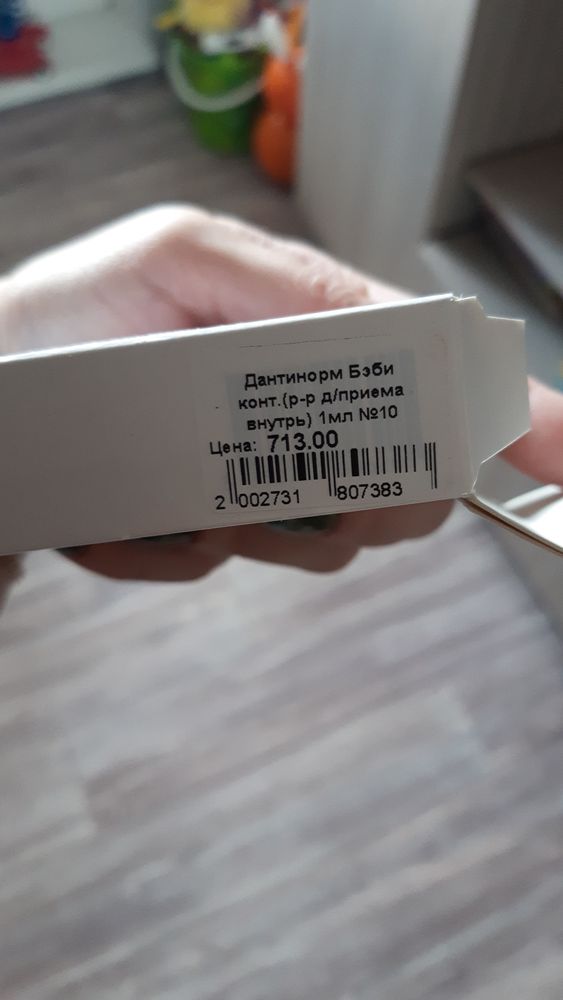 Дантинорм Бэби
конт.(р-р д/приема
внутрь) 1мл №10
Цена: 713.00
2 002731 807383